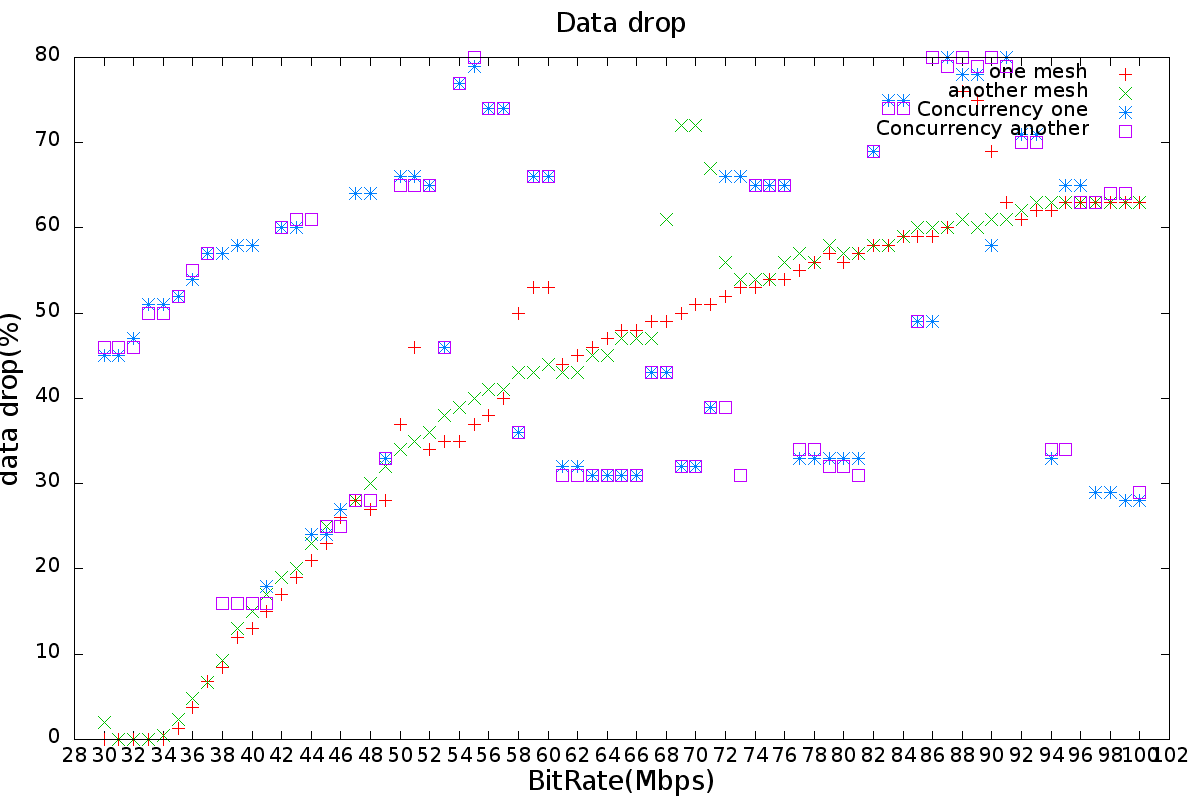 Data drop
80
70
60
50
40
30
20
10
0
data drop(%)
one mesh
another mesh
Concurrency one
Concurrency another
28 30 32 34 36 38 40 42 44 46 48 50 52 54 56 58 60 62 64 66 68 70 72 74 76 78 80 82 84 86 88 90 92 94 96 98 100 102
BitRate(Mbps)